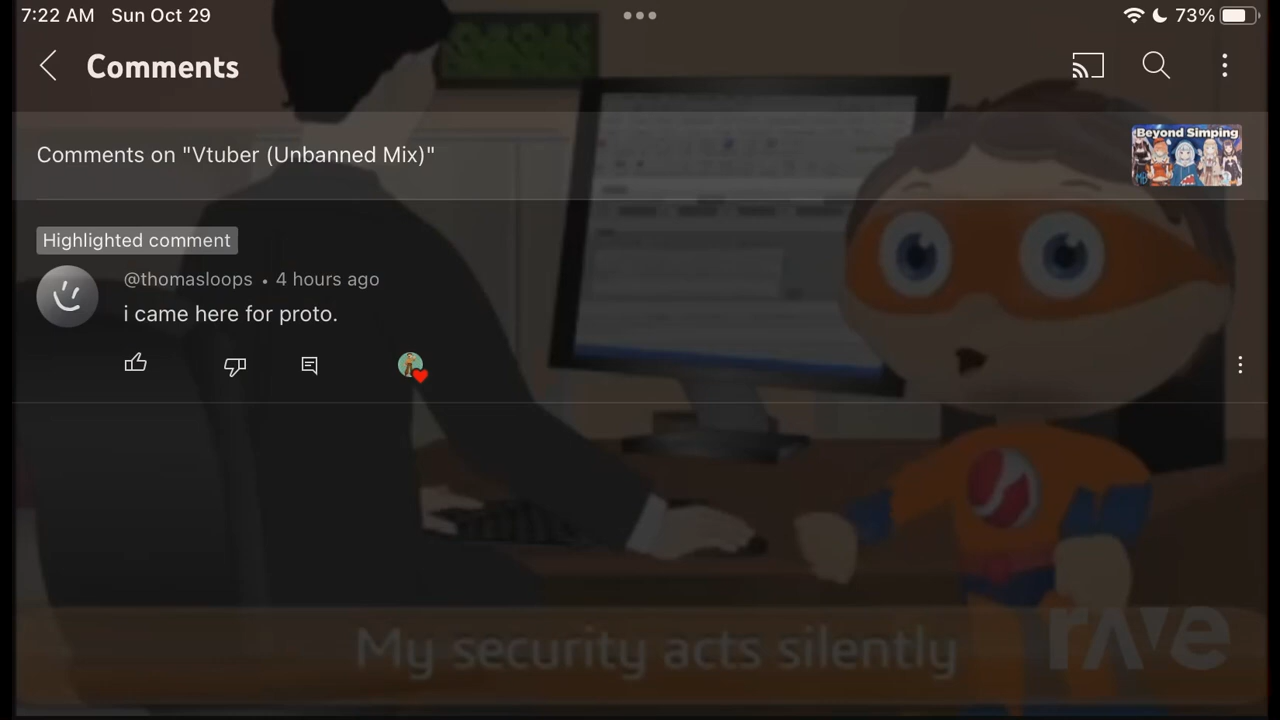 7:22 AM Sun Oct 29
73%
Comments
Comments on "Vtuber (Unbanned Mix)"
Beyond Simping
Highlighted comment
@thomasloops • 4 hours ago
i came here for proto.
My security acts silently
rave